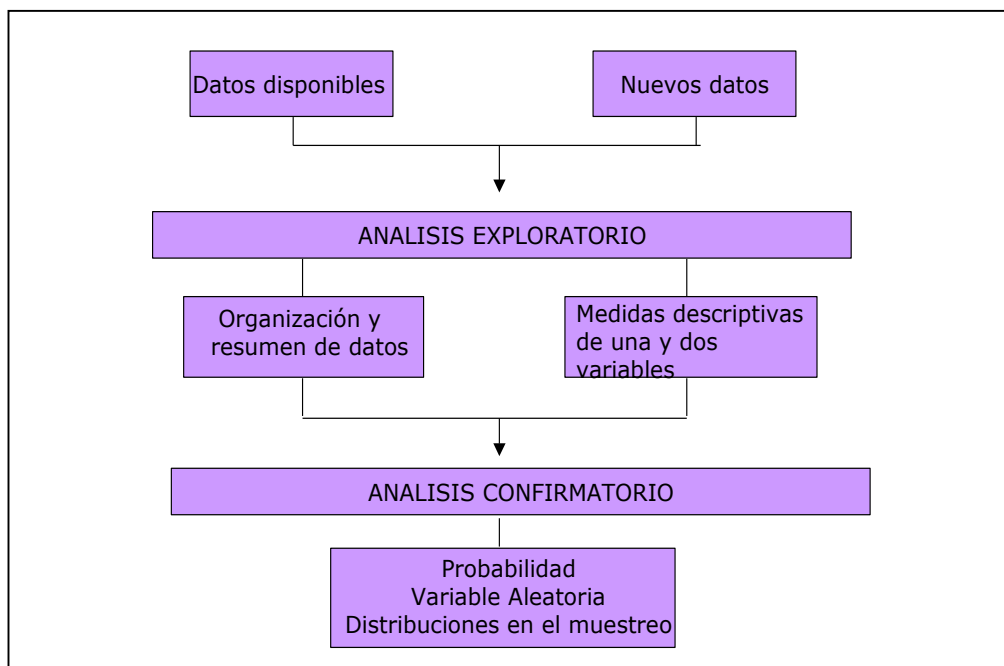 Datos disponibles
Nuevos datos
ANALISIS EXPLORATORIO
Organización y
resumen de datos
Medidas descriptivas
de una y dos
variables
ANALISIS CONFIRMATORIO
Probabilidad
Variable Aleatoria
Distribuciones en el muestreo